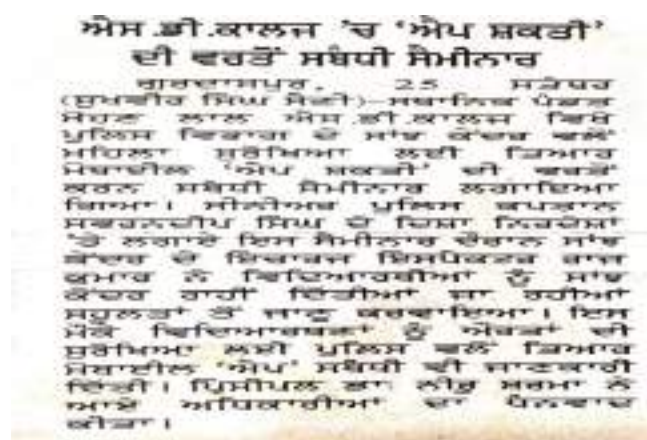 ਐਸ.ਡੀ.ਕਾਲਜ 'ਚ 'ਐਪ ਸ਼ਕਤੀ'
ਦੀ ਵਰਤੋਂ ਸਬੰਧੀ ਸੈਮੀਨਾਰ
ਗੁਰਦਾਸਪੁਰ, 25 ਸਤੰਬਰ
(ਸੁਖਵੀਰ ਸਿੰਘ ਸੈਣੀ)-ਸਥਾਨਿਕ ਪੰਡਤ
ਮੋਹਣ ਲਾਲ ਐਸ.ਡੀ.ਕਾਲਜ ਵਿਖੇ
ਪੁਲਿਸ ਵਿਭਾਗ ਦੇ ਸਾਂਝ ਕੇਂਦਰ ਵਲੋਂ
ਮਹਿਲਾ ਸੁਰੱਖਿਆ ਲਈ ਤਿਆਰ
ਮੋਬਾਈਲ 'ਐਪ ਸ਼ਕਤੀ' ਦੀ ਵਰਤੋਂ
ਕਰਨ ਸਬੰਧੀ ਸੈਮੀਨਾਰ ਲਗਾਇਆ
ਗਿਆ। ਸੀਨੀਅਰ ਪੁਲਿਸ ਕਪਤਾਨ
ਸਵਰਨਦੀਪ ਸਿੰਘ ਦੇ ਦਿਸ਼ਾ ਨਿਰਦੇਸ਼ਾਂ
'ਤੇ ਲਗਾਏ ਇਸ ਸੈਮੀਨਾਰ ਦੌਰਾਨ ਸਾਂਝ
ਕੇਂਦਰ ਦੇ ਇੰਚਾਰਜ ਇੰਸਪੈਕਟਰ ਰਾਜ
ਕੁਮਾਰ ਨੇ ਵਿਦਿਆਰਥੀਆਂ ਨੂੰ ਸਾਂਝ
ਕੇਂਦਰ ਰਾਹੀਂ ਦਿੱਤੀਆਂ ਜਾ ਰਹੀਆਂ
ਸਹੂਲਤਾਂ ਤੋਂ ਜਾਣੂ ਕਰਵਾਇਆ। ਇਸ
ਮੌਕੇ ਵਿਦਿਆਰਥਣਾਂ ਨੂੰ ਔਰਤਾਂ ਦੀ
ਸੁਰੱਖਿਆ ਲਈ ਪੁਲਿਸ ਵਲੋਂ ਤਿਆਰ
ਮੋਬਾਈਲ 'ਐਪ' ਸਬੰਧੀ ਵੀ ਜਾਣਕਾਰੀ
ਦਿੱਤੀ। ਪ੍ਰਿੰਸੀਪਲ ਡਾ: ਨੀਰੂ ਸ਼ਰਮਾ ਨੇ
ਆਏ ਅਧਿਕਾਰੀਆਂ ਦਾ ਧੰਨਵਾਦ
ਕੀਤਾ।